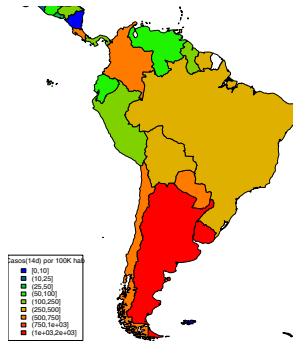 Casos(14d) por 100K hab
[0,10]
(10,25]
(25,50]
(50,100]
(100,250]
(250,500]
(500,750]
(750,1e+03]
(1e+03,2e+03]